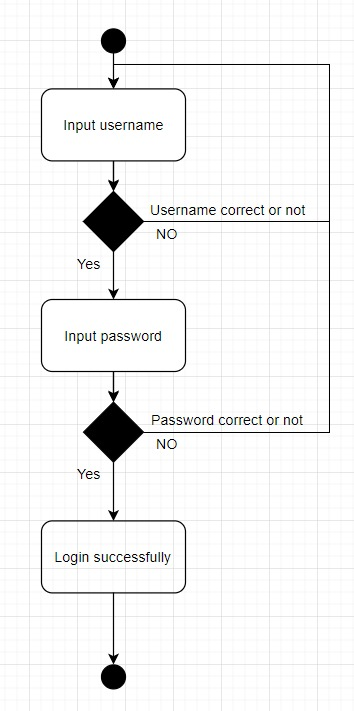 Input username
Username correct or not
NO
Yes
Input password
Password correct or not
NO
Yes
Login successfully